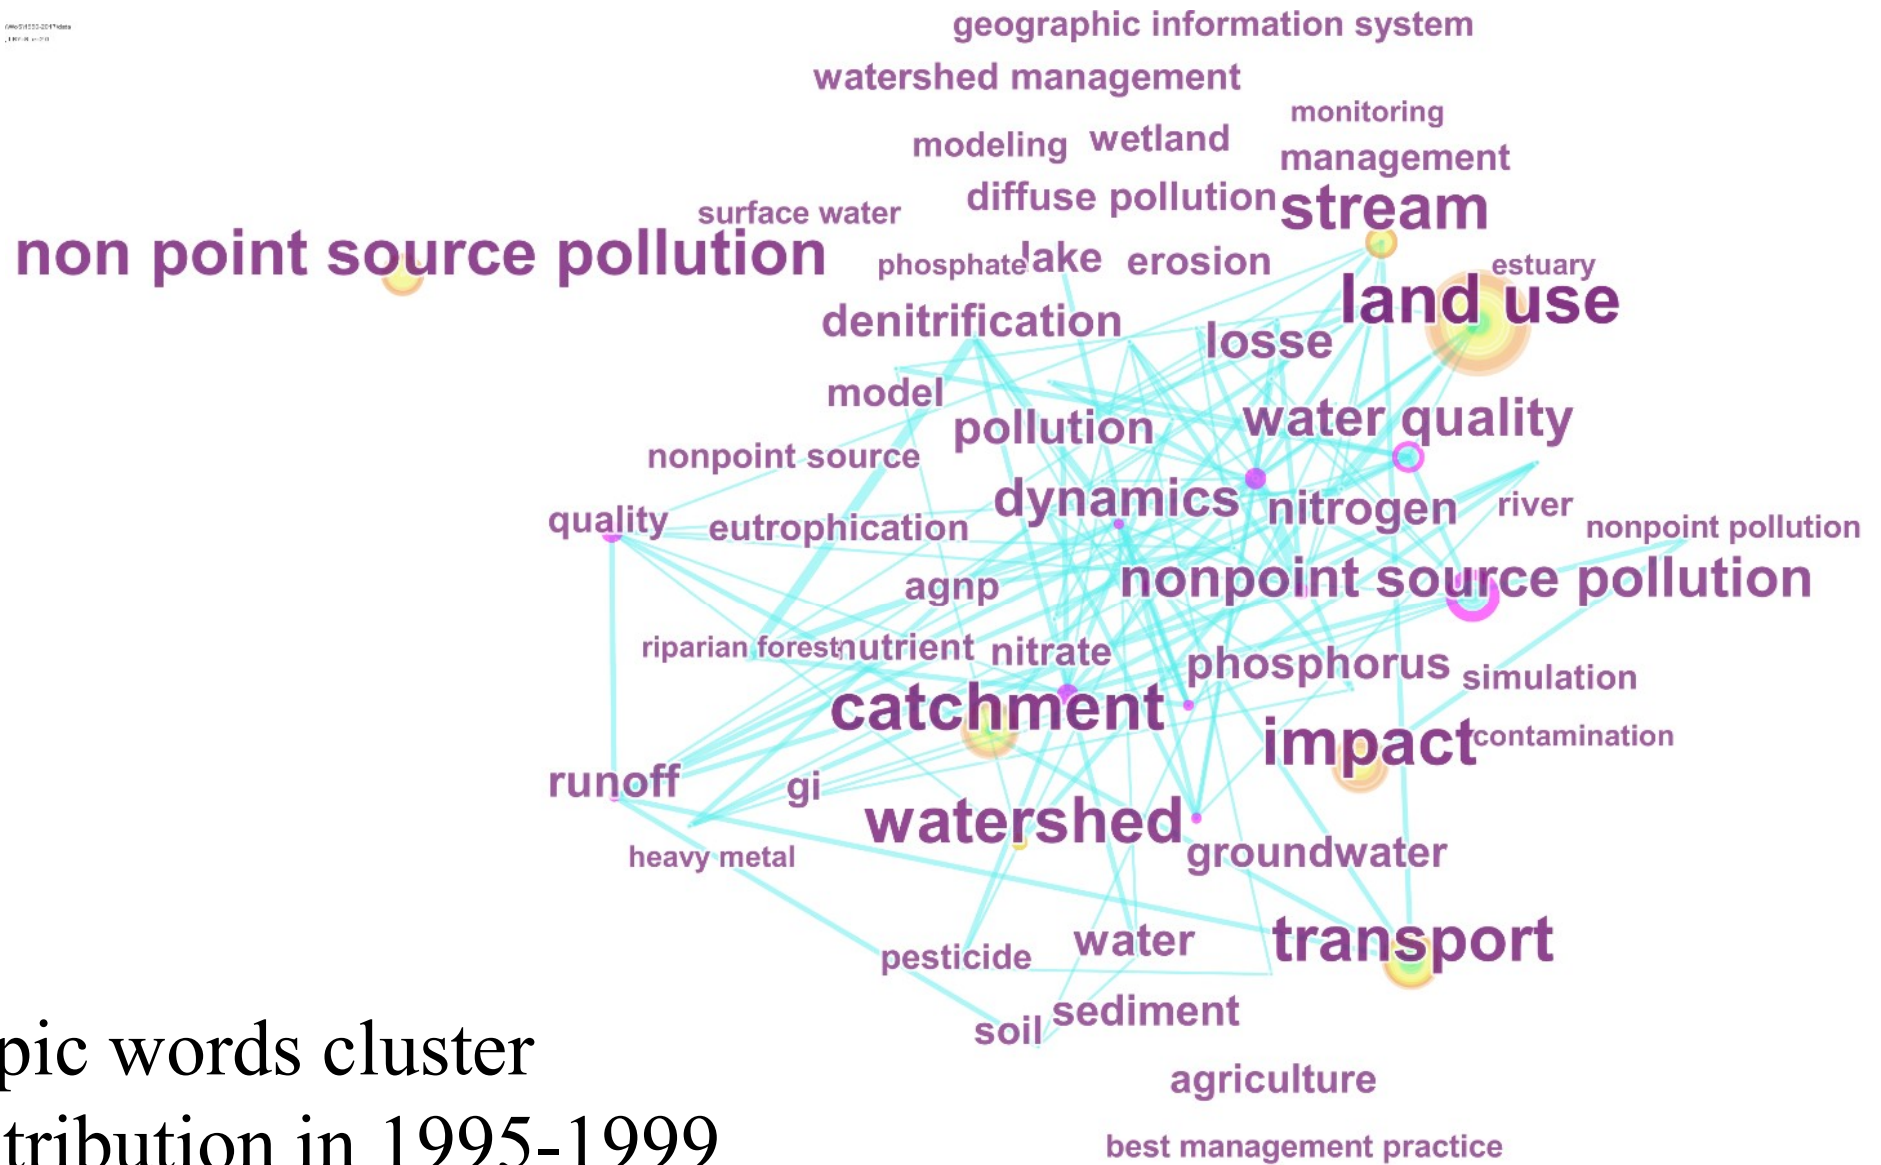 geographic information system
watershed management
monitoring
modeling wetland
management
diffuse pollution
stream
surface water
non point source pollution
phosphate lake erosion
estuary
land use
denitrification
losse
model
pollution
water quality
nonpoint source
dynamics
nitrogen
river
quality
eutrophication
nonpoint pollution
agnp
nonpoint source pollution
riparian forest
nutrient
nitrate
phosphorus
simulation
catchment
impact
contamination
runoff
gi
watershed
heavy metal
groundwater
pesticide
water
transport
soil
sediment
agriculture
best management practice
pic words cluster
tribution in 1995-1999